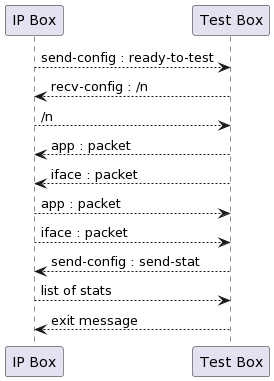 IP Box Test Box
send-config : ready-to-test
recv-config : /n
/n
app : packet
iface : packet
app : packet
iface : packet
send-config : send-stat
list of stats
exit message
IP Box Test Box